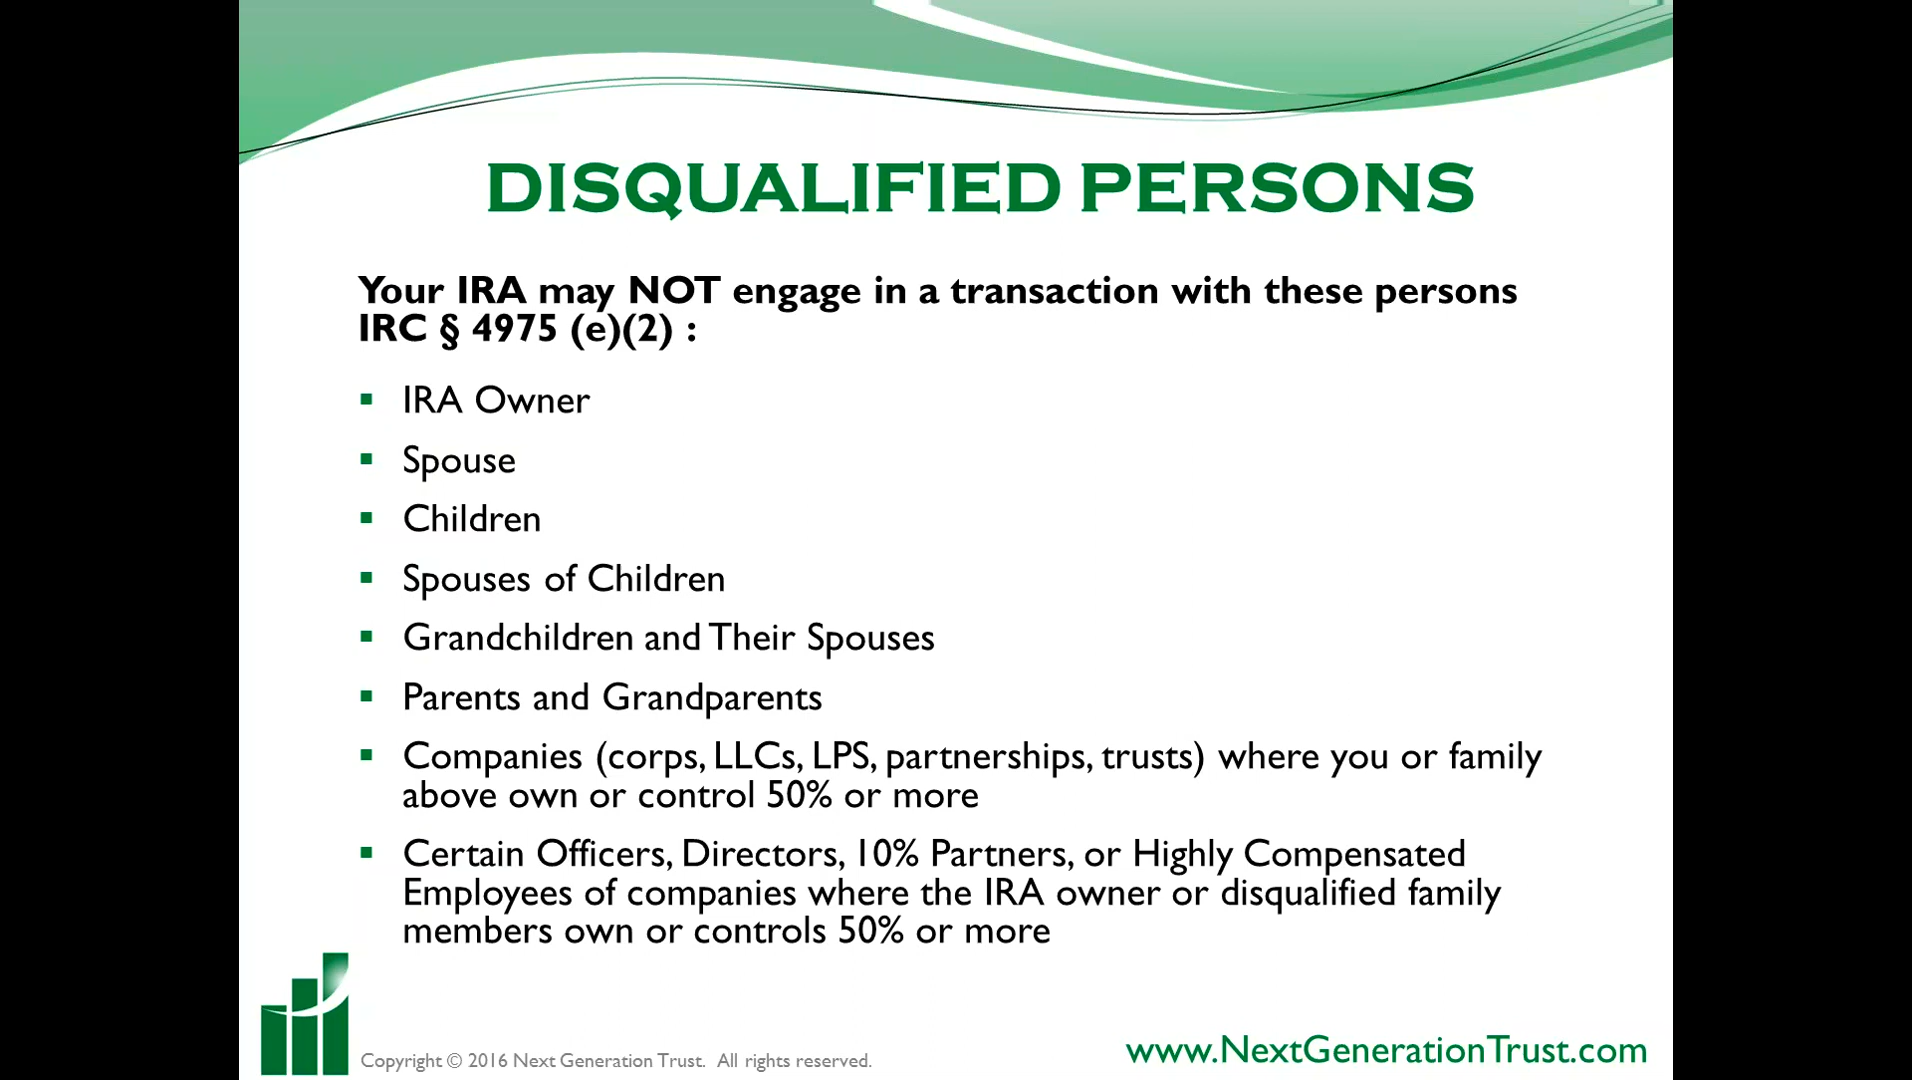 DISQUALIFIED PERSONS
Your IRA may NOT engage in a transaction with these persons
IRC § 4975 (e)(2) :
▪ IRA Owner
▪ Spouse
▪ Children
▪ Spouses of Children
▪ Grandchildren and Their Spouses
▪ Parents and Grandparents
▪ Companies (corps, LLCs, LPS, partnerships, trusts) where you or family
above own or control 50% or more
▪ Certain Officers, Directors, 10% Partners, or Highly Compensated
Employees of companies where the IRA owner or disqualified family
members own or controls 50% or more
Copyright © 2016 Next Generation Trust. All rights reserved.
www.NextGenerationTrust.com